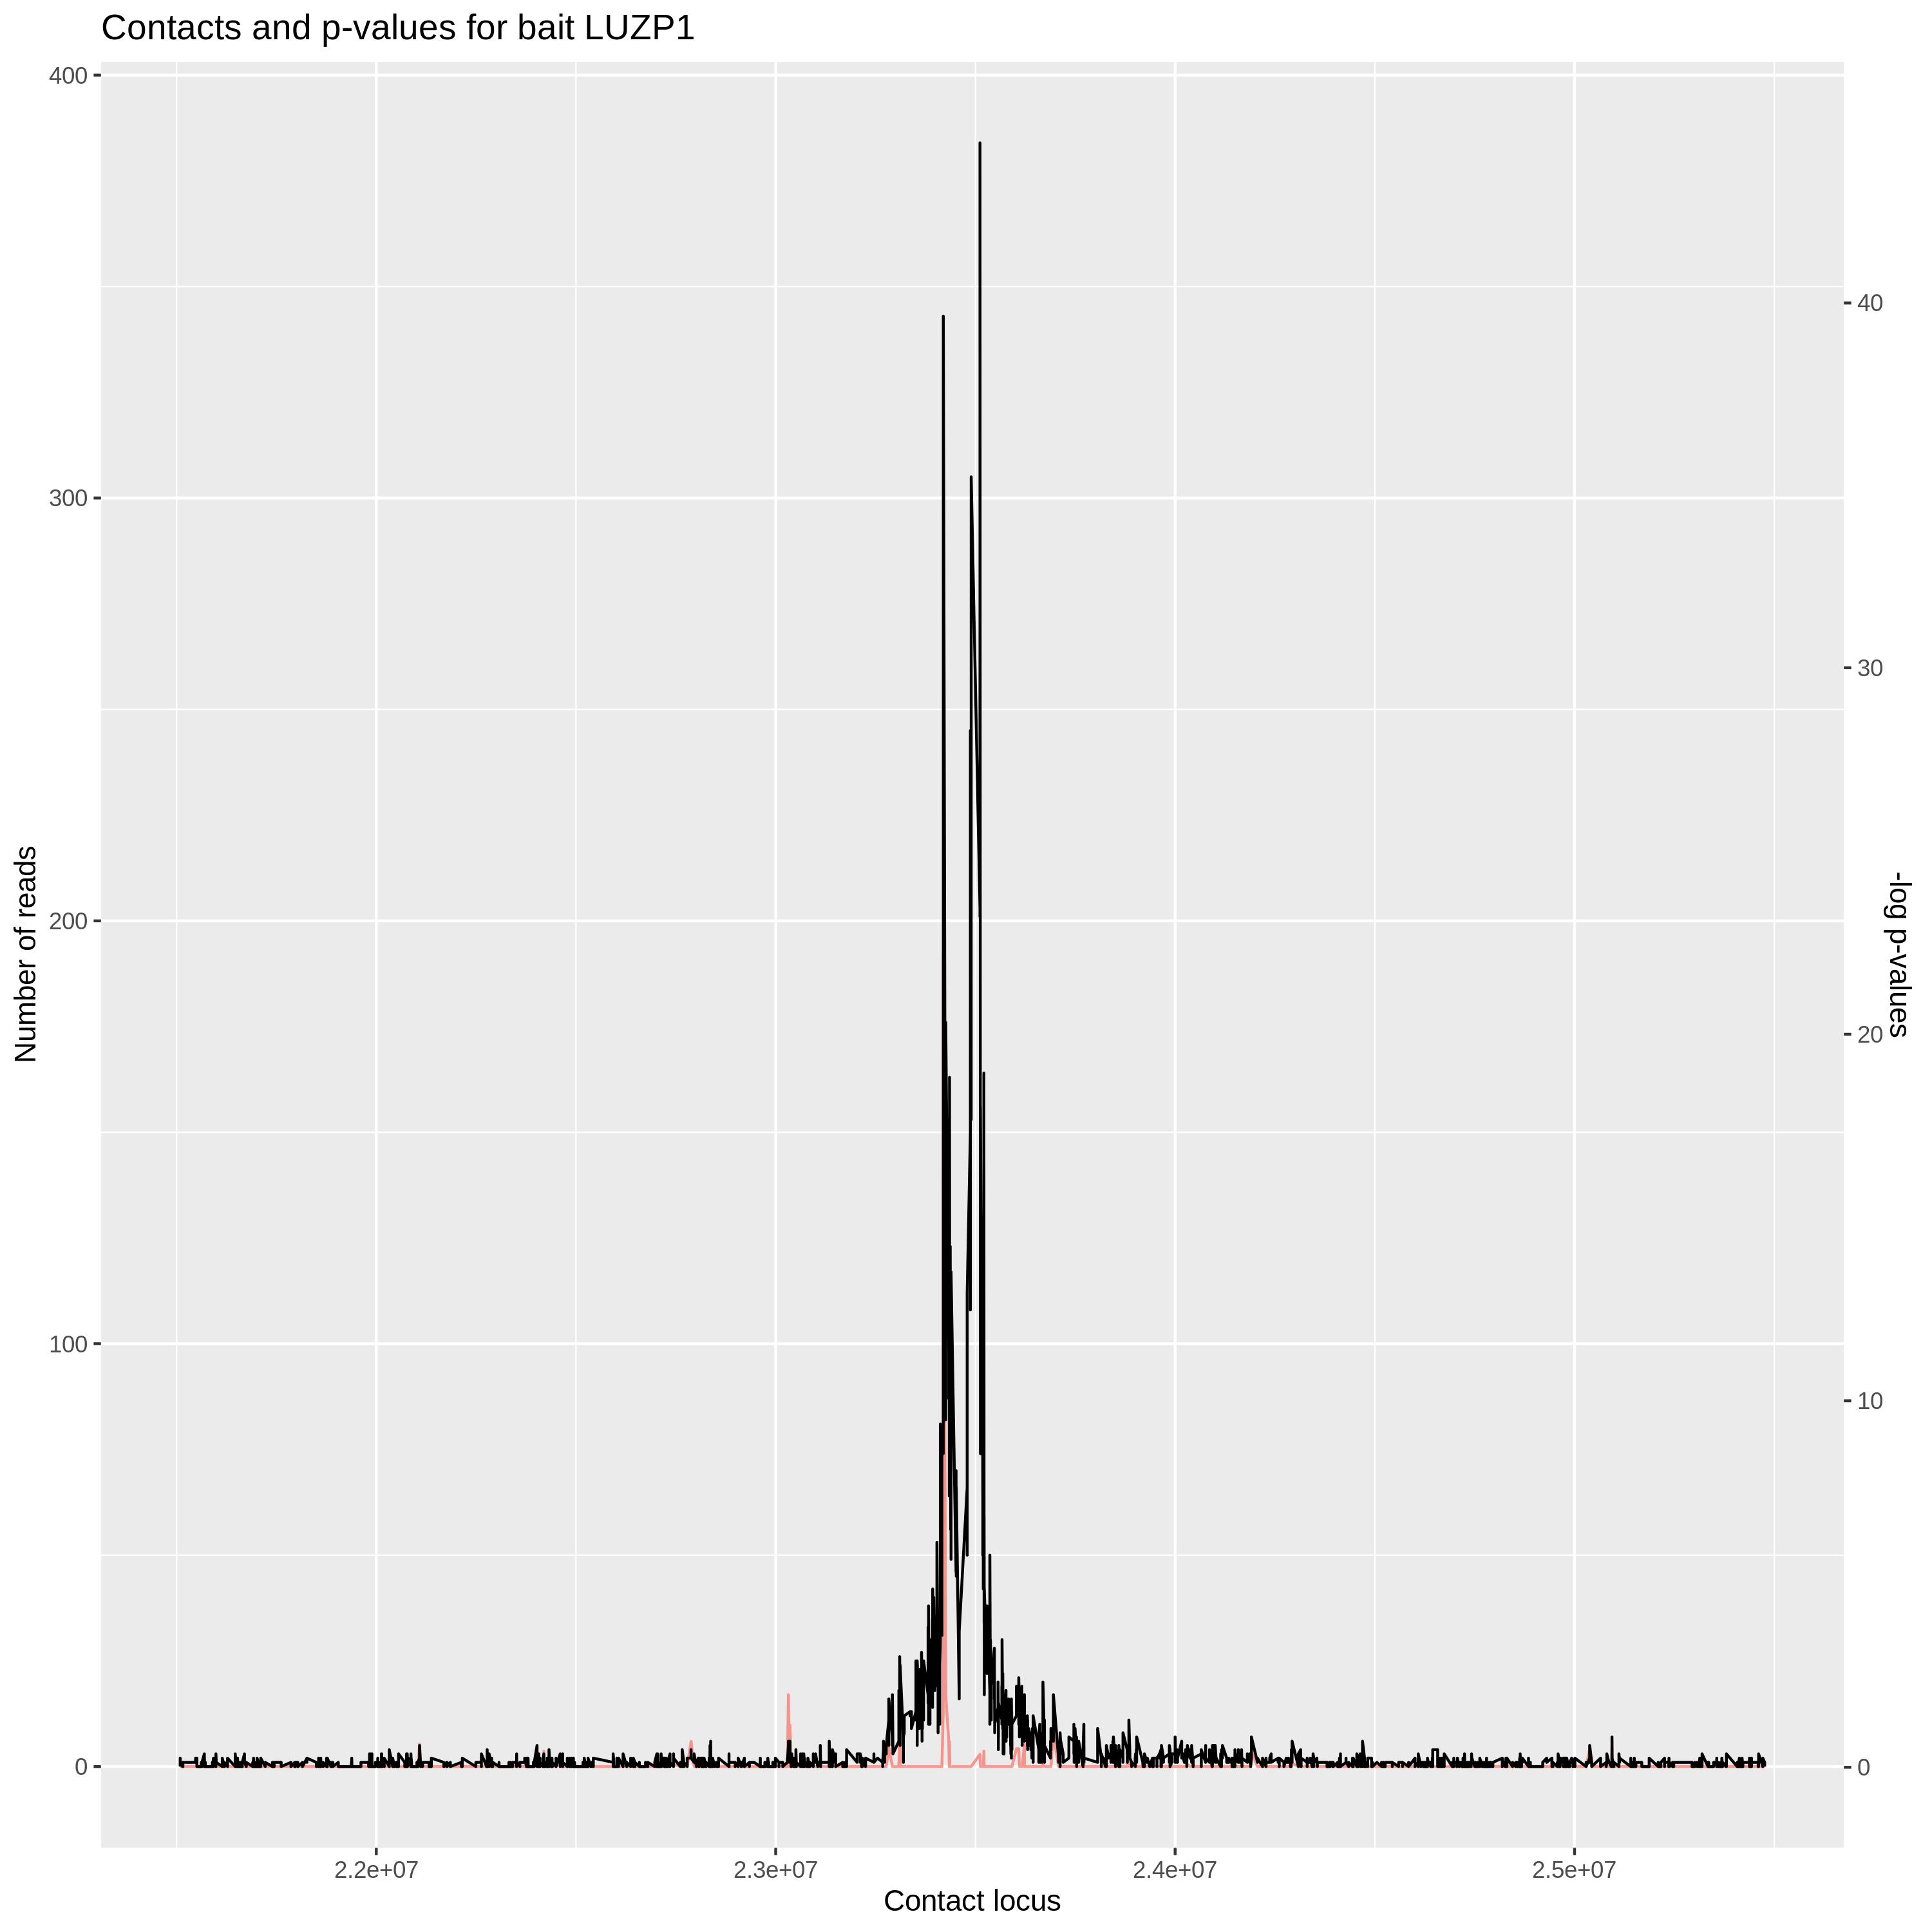 Contacts and p-values for bait LUZP1
400
300
200
100
0
Number of reads
40
30
20
10
0
-log p-values
2.2e+07
2.3e+07
2.4e+07
2.5e+07
Contact locus